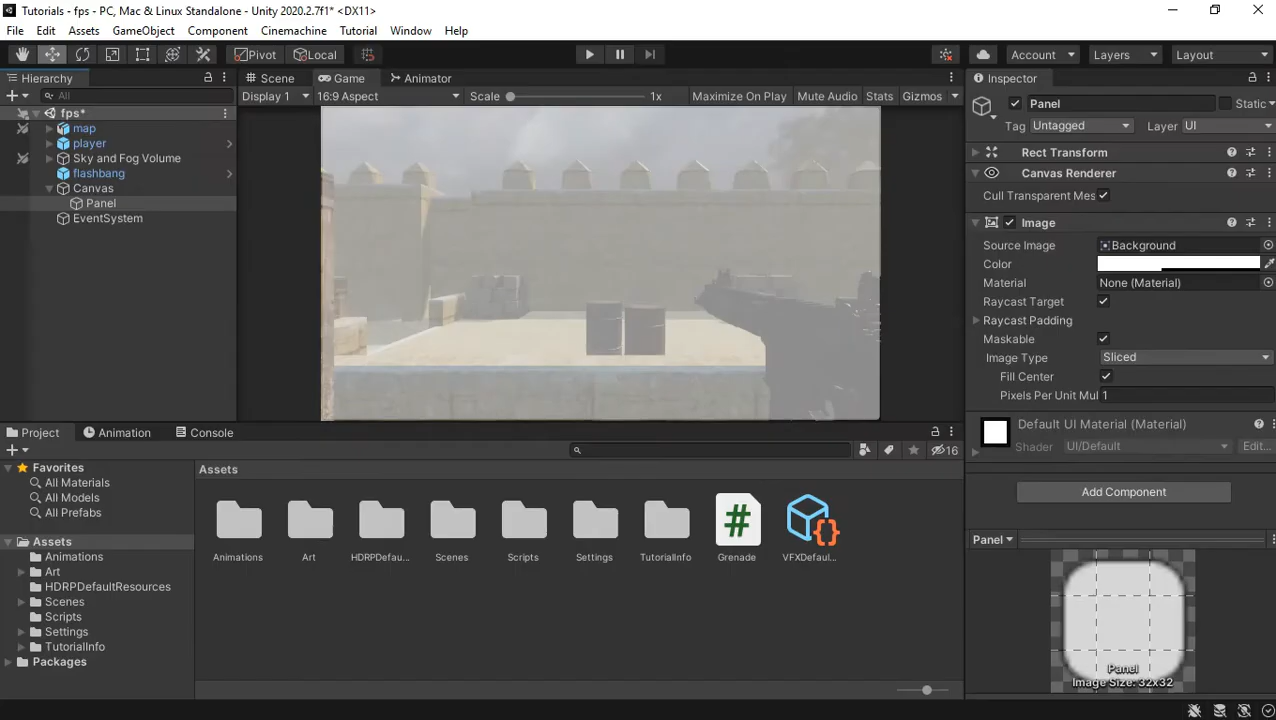 Tutorials - fps - PC, Mac & Linux Standalone - Unity 2020.2.7f1* <DX11>
File Edit Assets GameObject Component Cinemachine Tutorial Window Help
Pivot Local Account Layers Layout
Hierarchy
All
fps*
map
player
Sky and Fog Volume
flashbang
Canvas
Panel
EventSystem
Scene Game Animator
Display 1 16:9 Aspect Scale 1x Maximize On Play Mute Audio Stats Gizmos
Inspector
Panel Static
Tag Untagged Layer UI
Rect Transform
Canvas Renderer
Cull Transparent Mes
Image
Source Image Background
Color
Material None (Material)
Raycast Target
Raycast Padding
Maskable
Image Type Sliced
Fill Center
Pixels Per Unit Mul 1
Default UI Material (Material)
Shader UI/Default Edit...
Add Component
Panel
Panel
Image Size: 32x32
Project Animation Console
16
Favorites
All Materials
All Models
All Prefabs
Assets
Animations
Art
HDRPDefaultResources
Scenes
Scripts
Settings
TutorialInfo
Packages
Assets
Animations Art HDRPDefau... Scenes Scripts Settings TutorialInfo Grenade VFXDefaul...
#
{}